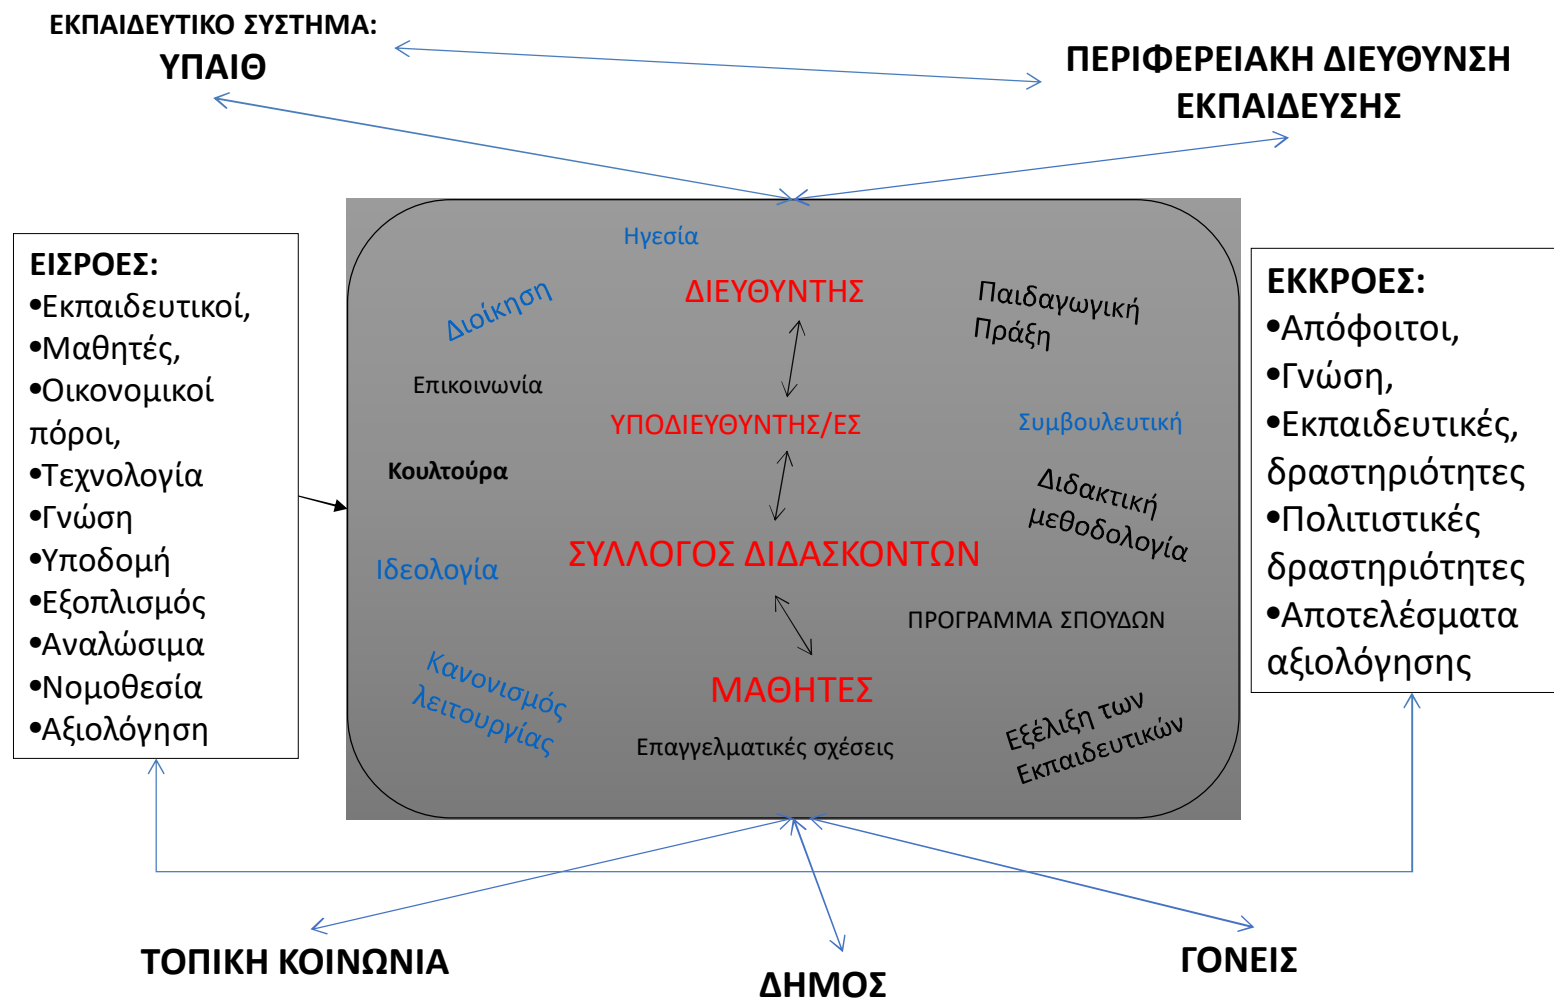 ΕΚΠΑΙΔΕΥΤΙΚΟ ΣΥΣΤΗΜΑ:
ΥΠΑΙΘ
ΠΕΡΙΦΕΡΕΙΑΚΗ ΔΙΕΥΘΥΝΣΗ
ΕΚΠΑΙΔΕΥΣΗΣ
ΕΙΣΡΟΕΣ:
•Εκπαιδευτικοί,
•Μαθητές,
•Οικονομικοί
πόροι,
•Τεχνολογία
•Γνώση
•Υποδομή
•Εξοπλισμός
•Αναλώσιμα
•Νομοθεσία
•Αξιολόγηση
Ηγεσία
Διοίκηση
ΔΙΕΥΘΥΝΤΗΣ
Παιδαγωγική
Πράξη
Επικοινωνία
ΥΠΟΔΙΕΥΘΥΝΤΗΣ/ΕΣ
Συμβουλευτική
Κουλτούρα
Διδακτική
μεθοδολογία
ΣΥΛΛΟΓΟΣ ΔΙΔΑΣΚΟΝΤΩΝ
Ιδεολογία
ΠΡΟΓΡΑΜΜΑ ΣΠΟΥΔΩΝ
Κανονισμός
λειτουργίας
ΜΑΘΗΤΕΣ
Επαγγελματικές σχέσεις
Εξέλιξη των
Εκπαιδευτικών
ΕΚΚΡΟΕΣ:
•Απόφοιτοι,
•Γνώση,
•Εκπαιδευτικές,
δραστηριότητες
•Πολιτιστικές
δραστηριότητες
•Αποτελέσματα
αξιολόγησης
ΤΟΠΙΚΗ ΚΟΙΝΩΝΙΑ
ΔΗΜΟΣ
ΓΟΝΕΙΣ